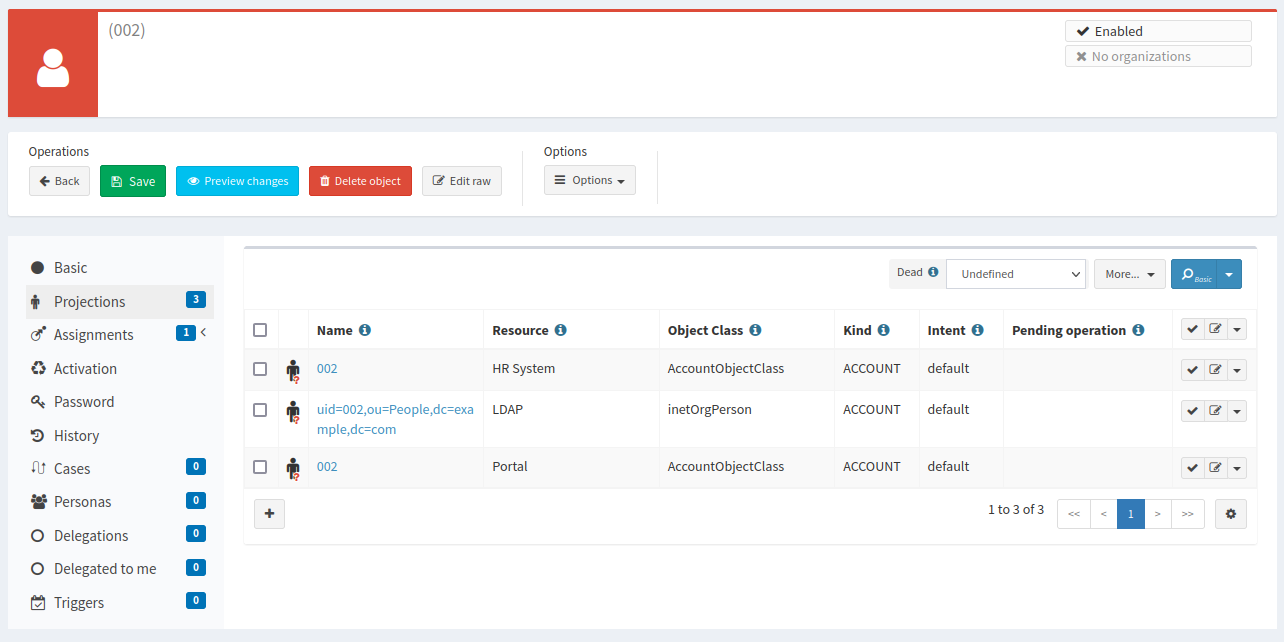 (002)
Enabled
No organizations
Operations
Options
Back
Save
Preview changes
Delete object
Edit raw
Options
Basic
Projections 3
Assignments 1
Activation
Password
History
Cases 0
Personas 0
Delegations 0
Delegated to me 0
Triggers 0
Dead Undefined More... Basic
Name Resource Object Class Kind Intent Pending operation
002 HR System AccountObjectClass ACCOUNT default
uid=002,ou=People,dc=exa LDAP inetOrgPerson ACCOUNT default
mple,dc=com
002 Portal AccountObjectClass ACCOUNT default
1 to 3 of 3 << < 1 > >>